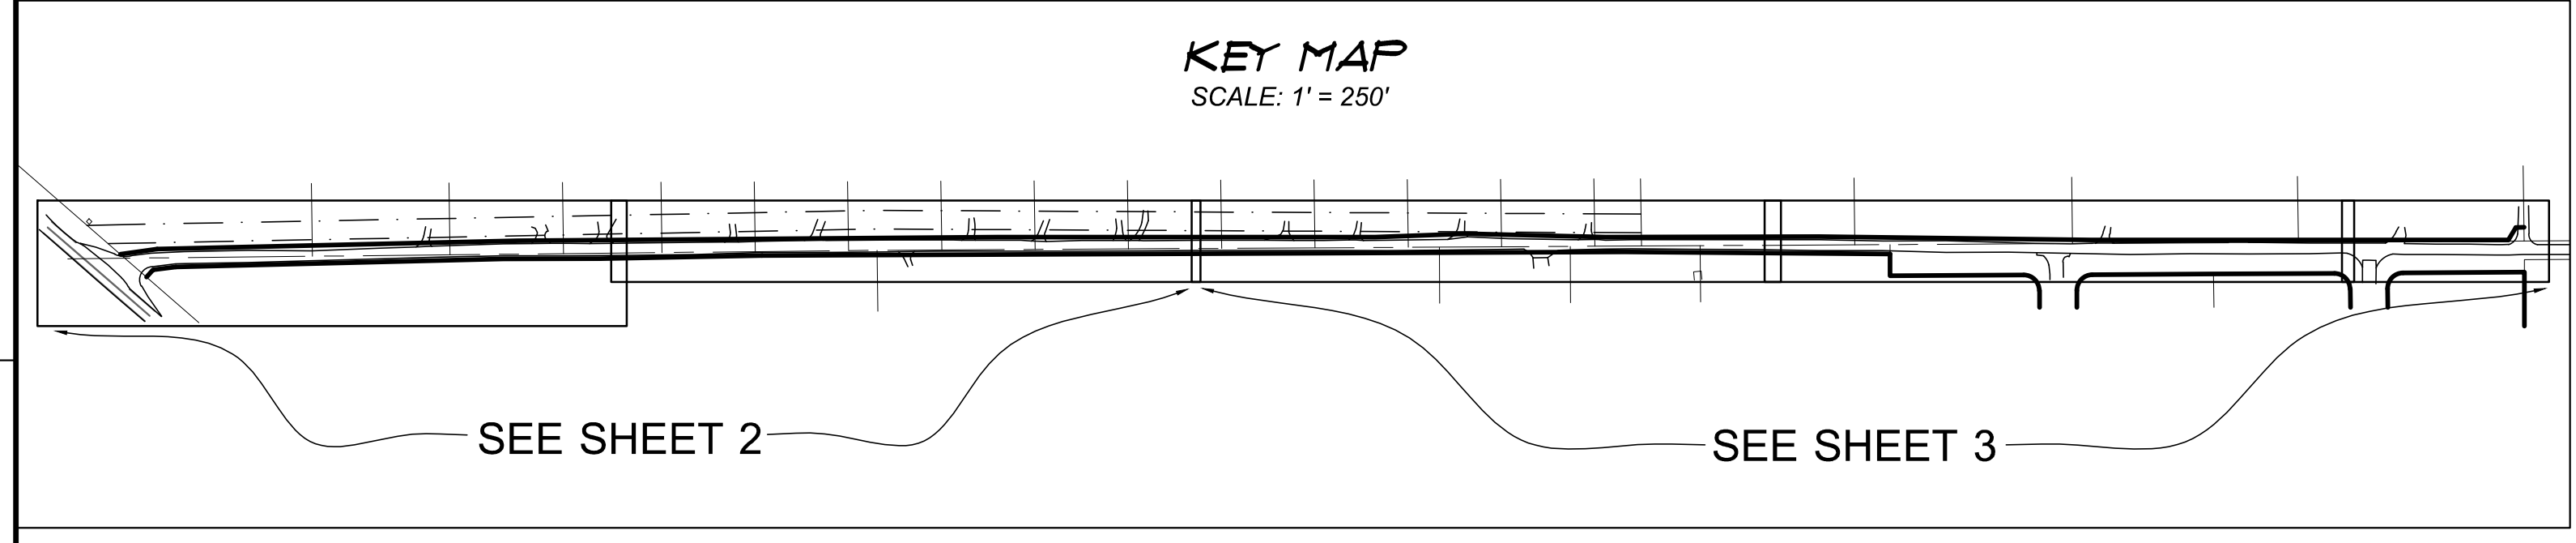 KEY MAP
SCALE: 1' = 250'
SEE SHEET 2
SEE SHEET 3